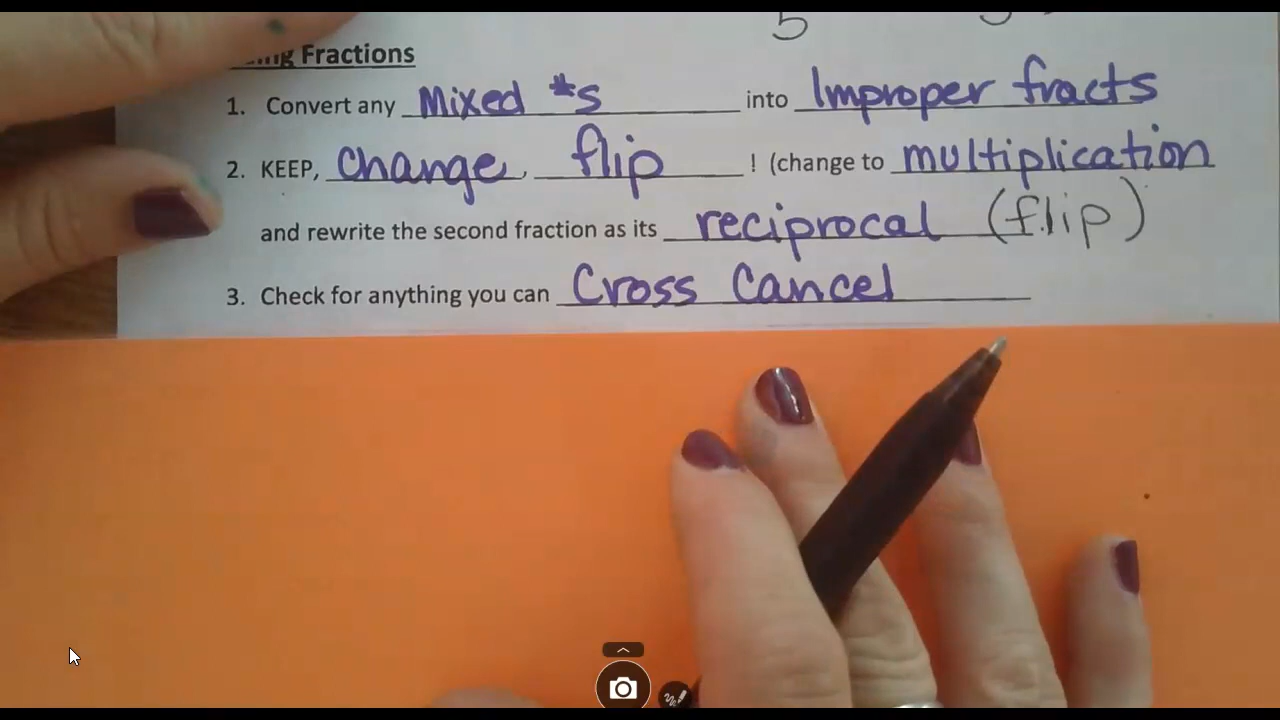 5
Fractions
1. Convert any Mixed #s into Improper fracts
2. KEEP, change, flip ! (change to multiplication
and rewrite the second fraction as its reciprocal (flip)
3. Check for anything you can Cross Cancel